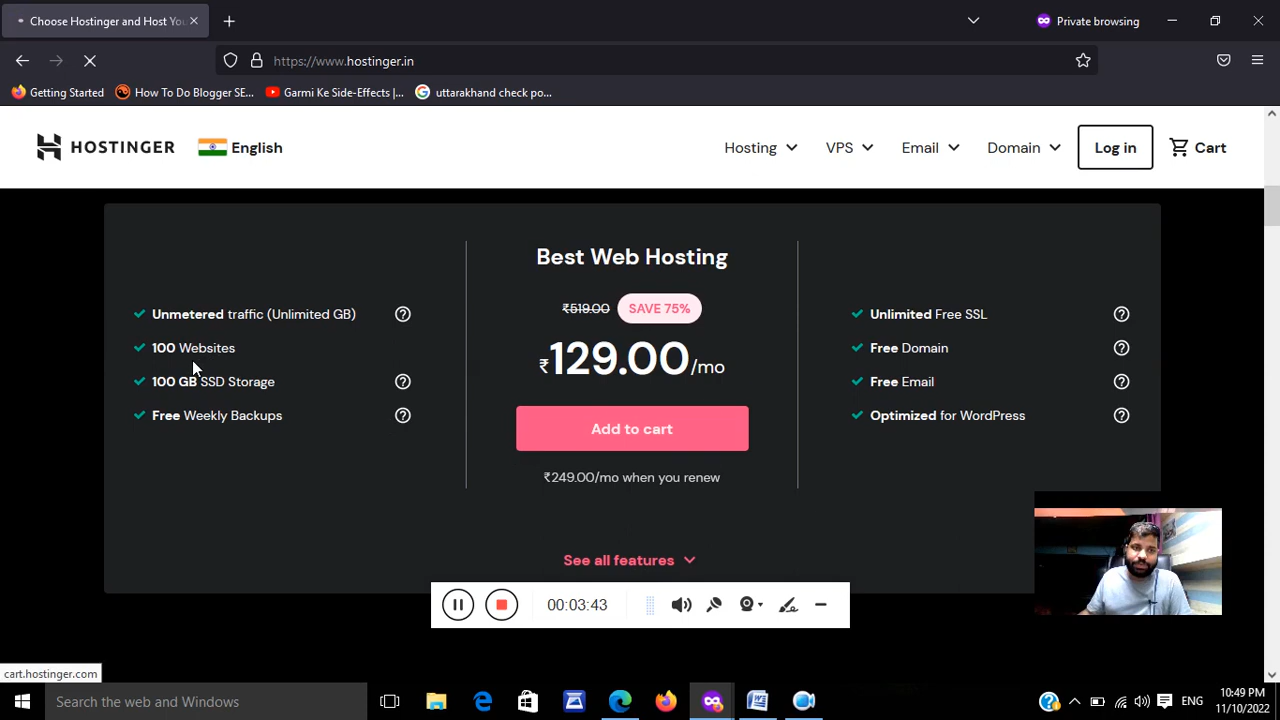 Choose Hostinger and Host You
Private browsing
https://www.hostinger.in
Getting Started
How To Do Blogger SE...
Garmi Ke Side-Effects |...
uttarakhand check po...
HOSTINGER
English
Hosting
VPS
Email
Domain
Log in
Cart
Best Web Hosting
₹519.00
SAVE 75%
₹129.00/mo
Add to cart
₹249.00/mo when you renew
Unmetered traffic (Unlimited GB)
100 Websites
100 GB SSD Storage
Free Weekly Backups
Unlimited Free SSL
Free Domain
Free Email
Optimized for WordPress
See all features
00:03:43
cart.hostinger.com
Search the web and Windows
ENG
10:49 PM
11/10/2022